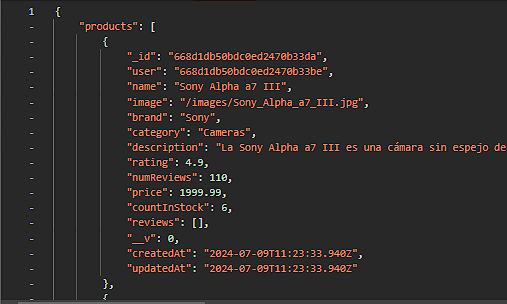 1 {
- "products": [
- {
- "_id": "668d1db50bdc0ed2470b33da",
- "user": "668d1db50bdc0ed2470b33be",
- "name": "Sony Alpha a7 III",
- "image": "/images/Sony_Alpha_a7_III.jpg",
- "brand": "Sony",
- "category": "Cameras",
- "description": "La Sony Alpha a7 III es una cámara sin espejo de
- "rating": 4.9,
- "numReviews": 110,
- "price": 1999.99,
- "countInStock": 6,
- "reviews": [],
- "__v": 0,
- "createdAt": "2024-07-09T11:23:33.940Z",
- "updatedAt": "2024-07-09T11:23:33.940Z"
- },
- {